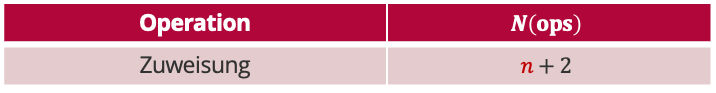 Operation N(ops)
Zuweisung n + 2